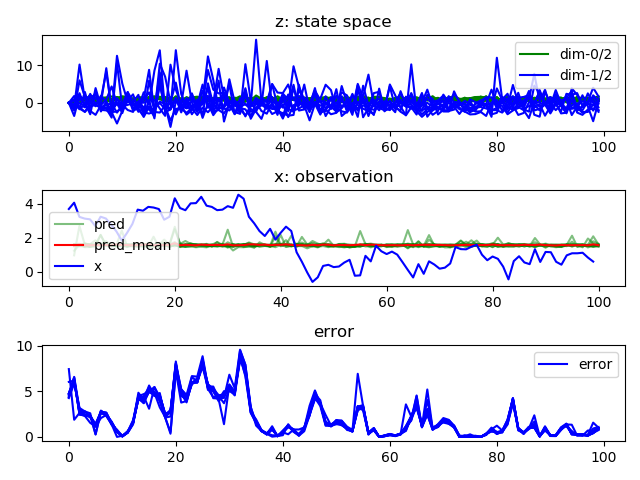 z: state space
10
0
dim-0/2
dim-1/2
0 20 40 60 80 100
x: observation
4
2
0
pred
pred_mean
x
0 20 40 60 80 100
error
10
5
0
error
0 20 40 60 80 100